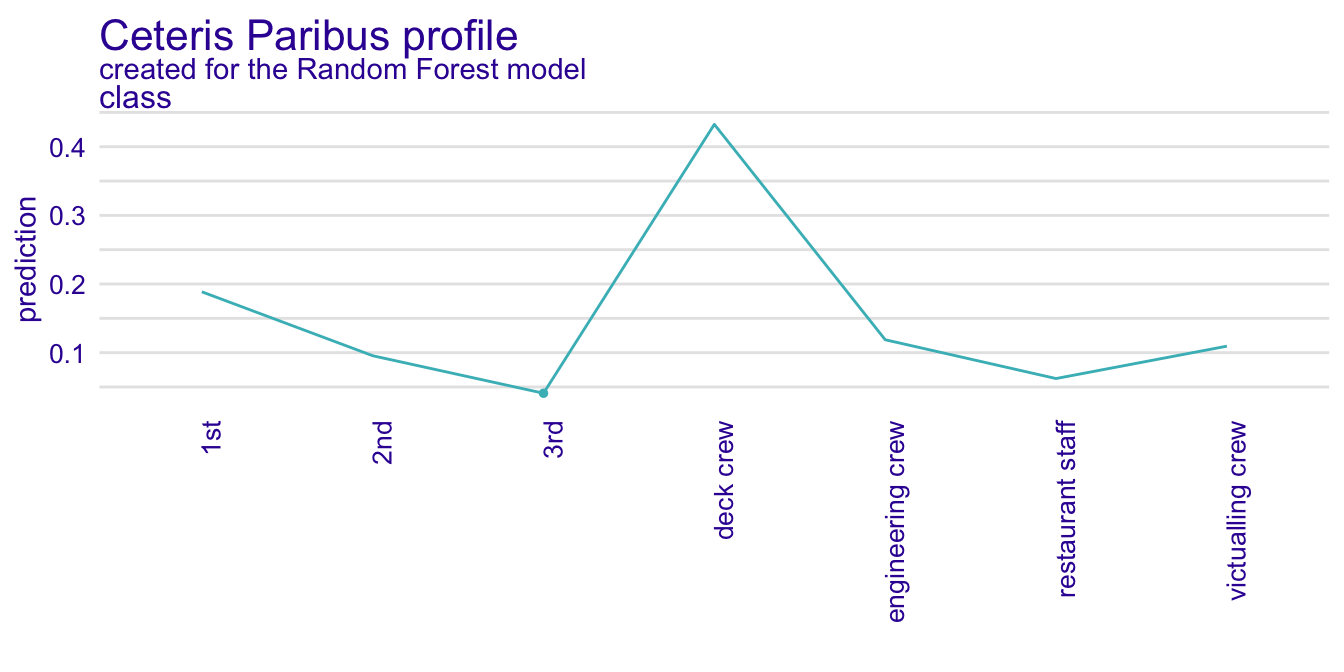 Ceteris Paribus profile
created for the Random Forest model
class
prediction
0.4
0.3
0.2
0.1
1st
2nd
3rd
deck crew
engineering crew
restaurant staff
victualling crew